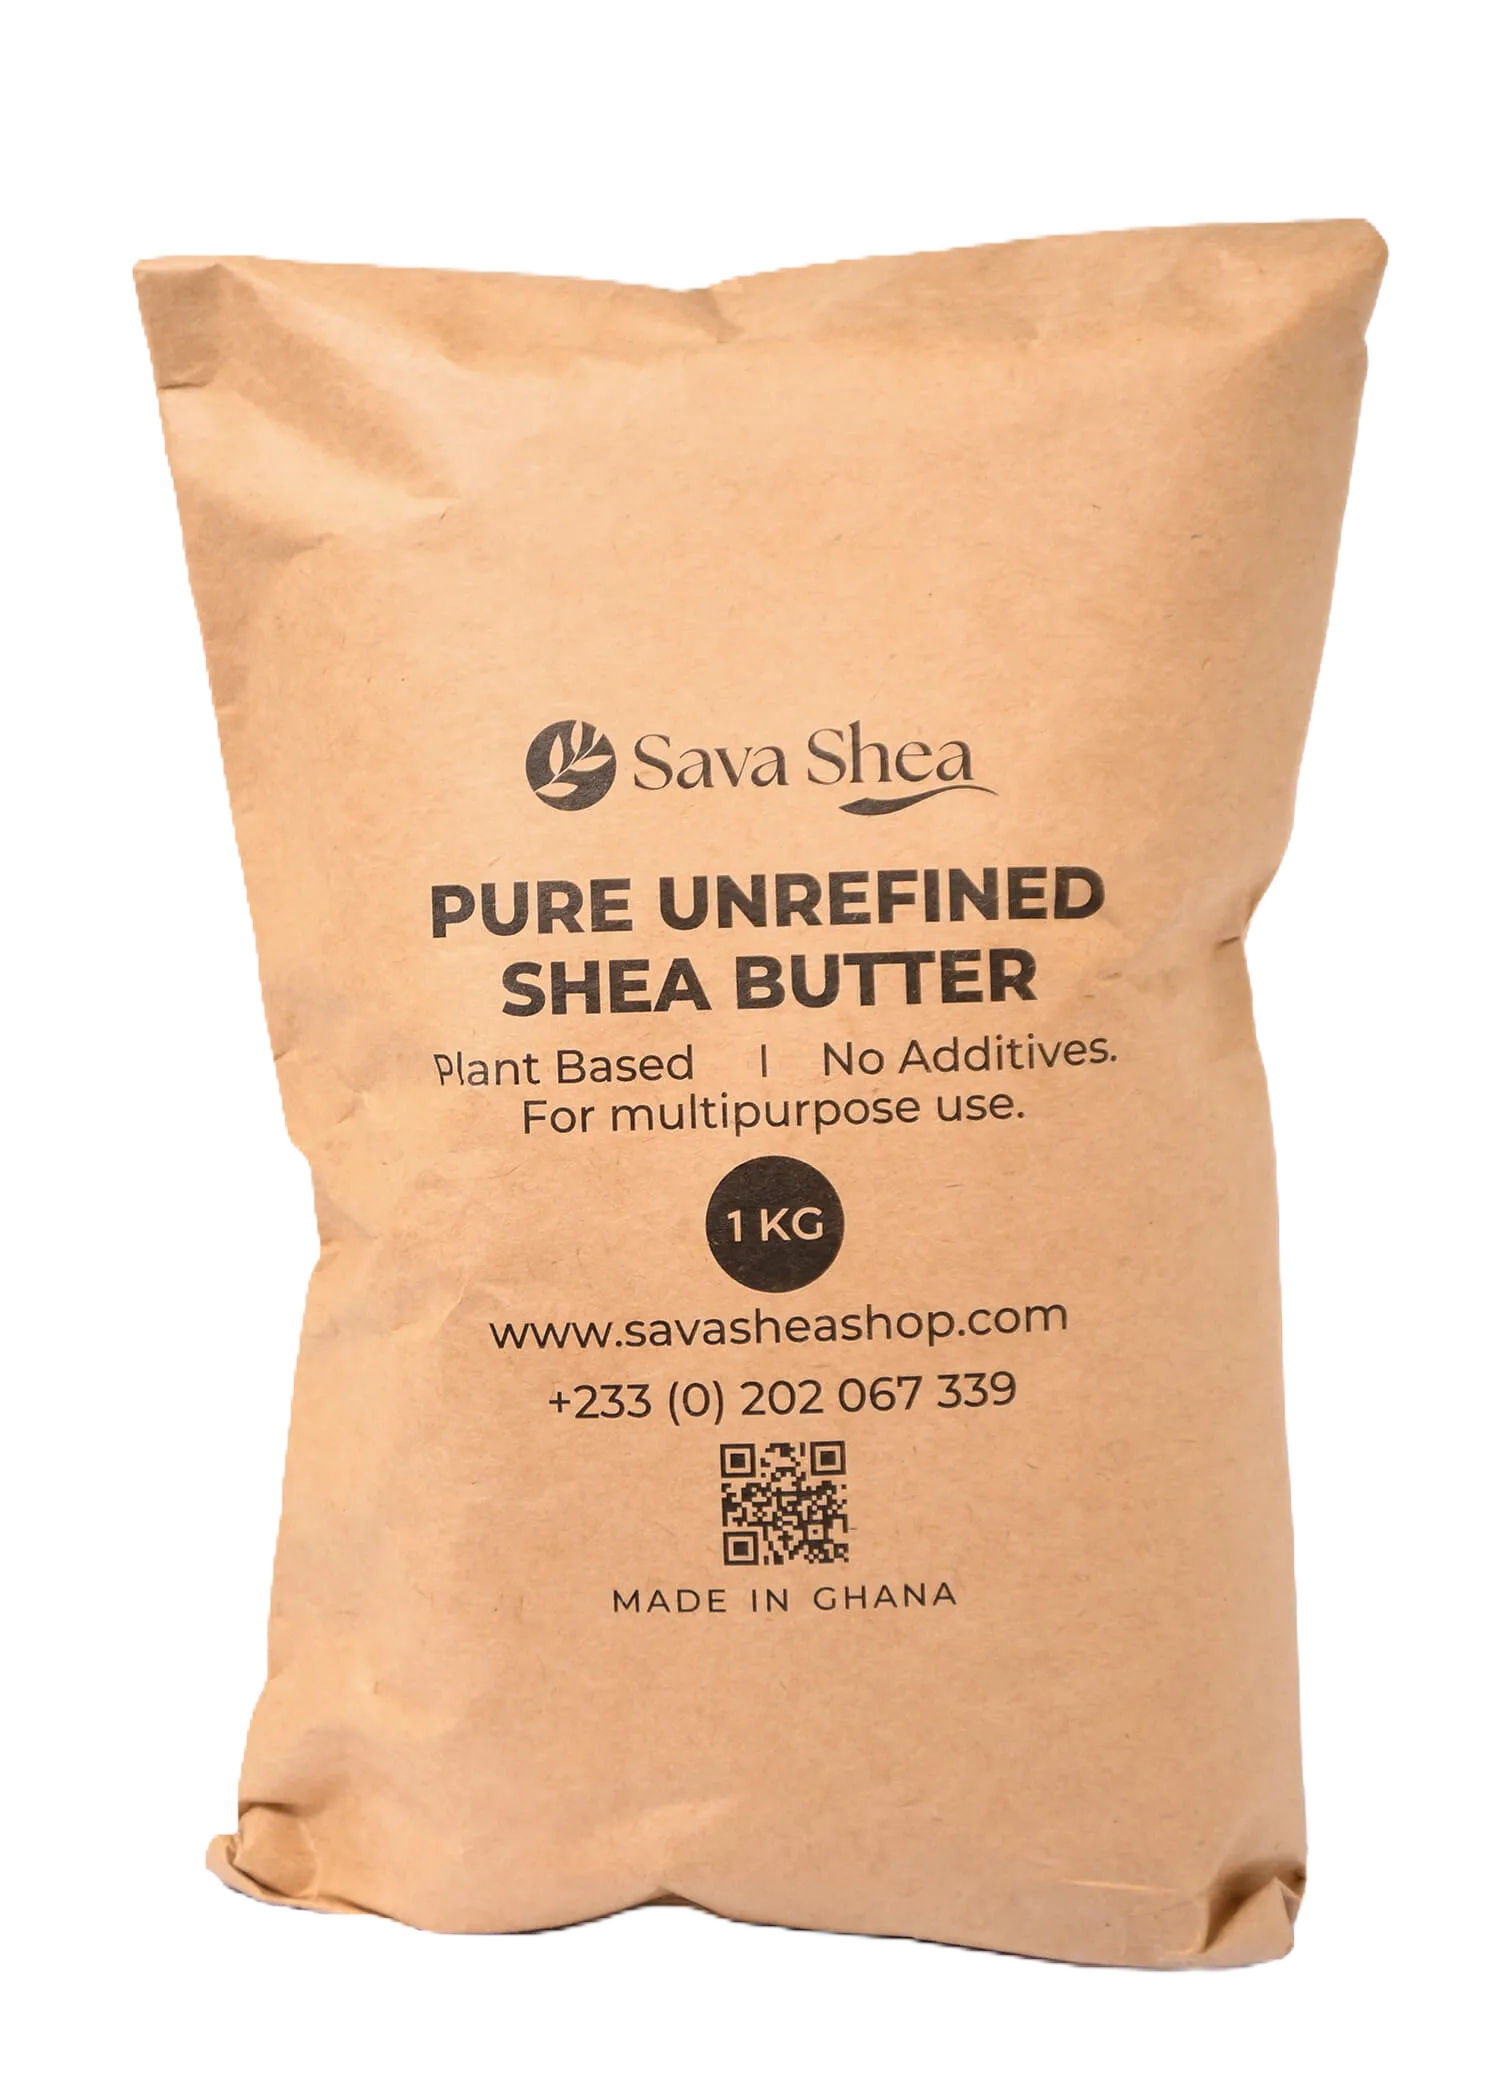 Sava Shea
PURE UNREFINED
SHEA BUTTER
Plant Based | No Additives.
For multipurpose use.
1 KG
www.savasheashop.com
+233 (0) 202 067 339
MADE IN GHANA